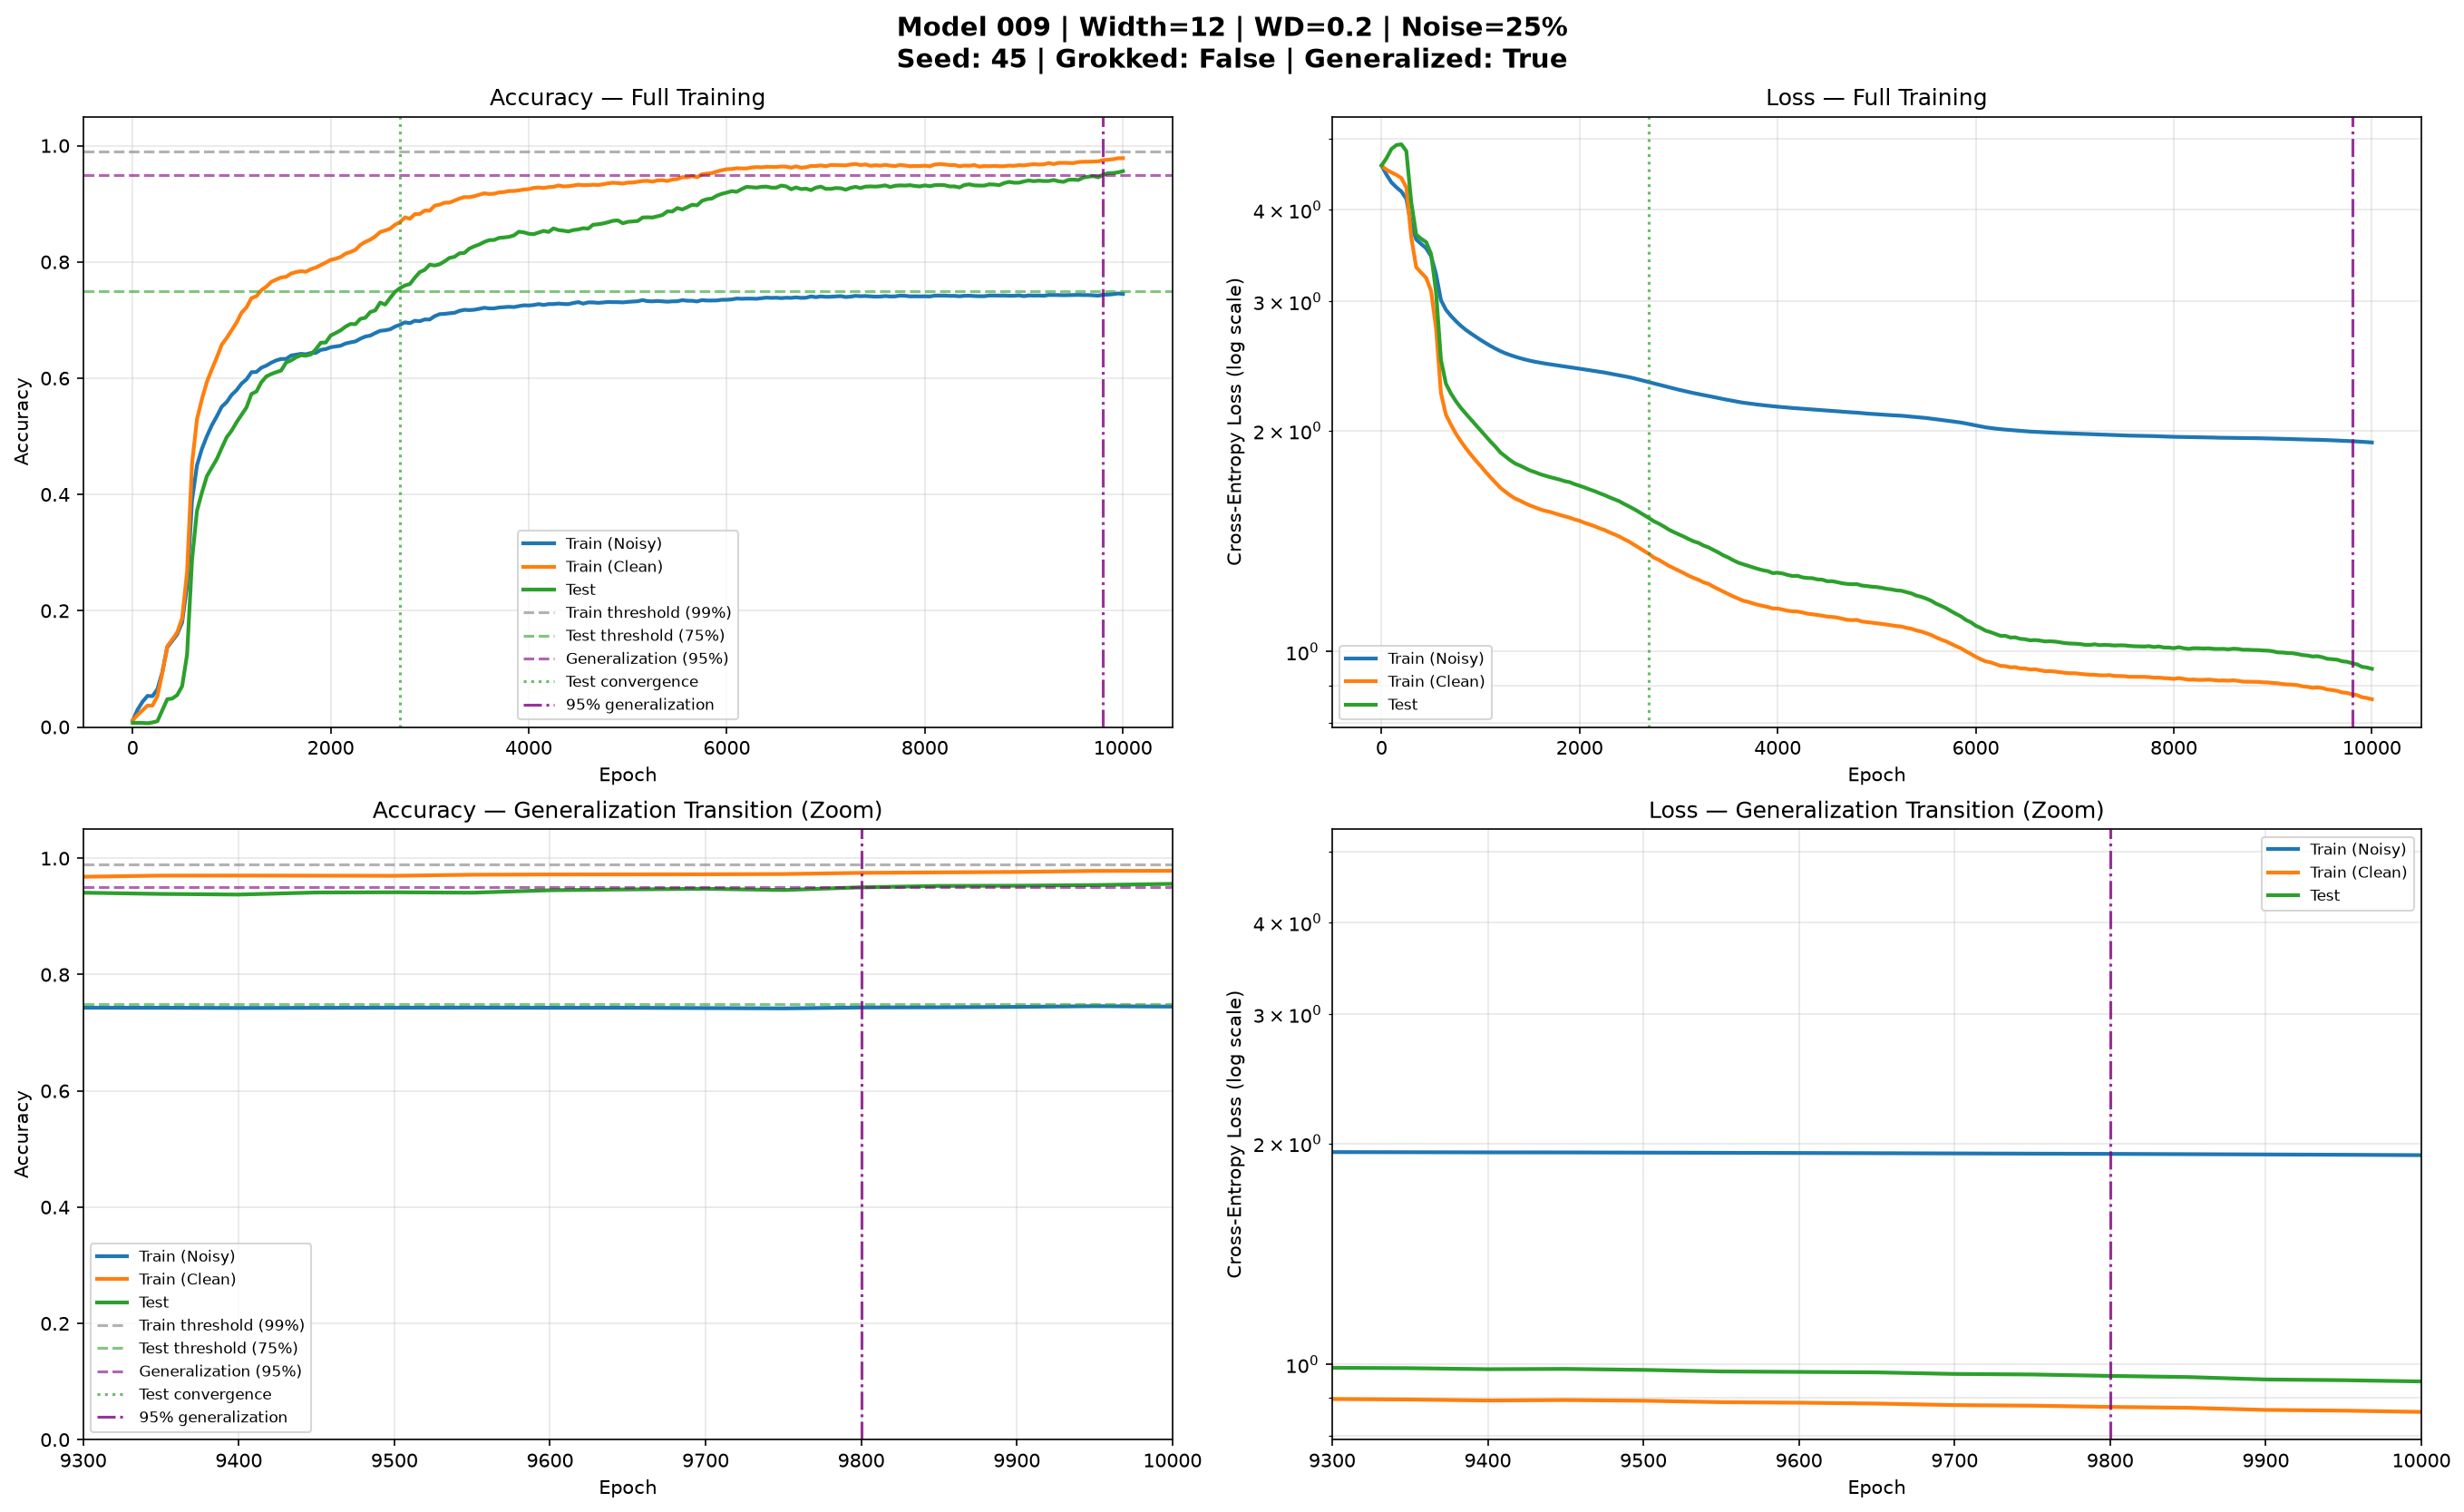 Model 009 | Width=12 | WD=0.2 | Noise=25%
Seed: 45 | Grokked: False | Generalized: True
Accuracy — Full Training
1.0
0.8
0.6
0.4
0.2
0.0
Accuracy
0
2000
4000
6000
8000
10000
Epoch
Train (Noisy)
Train (Clean)
Test
Train threshold (99%)
Test threshold (75%)
Generalization (95%)
Test convergence
95% generalization
Loss — Full Training
4 × 10⁰
3 × 10⁰
2 × 10⁰
10⁰
Cross-Entropy Loss (log scale)
0
2000
4000
6000
8000
10000
Epoch
Train (Noisy)
Train (Clean)
Test
Accuracy — Generalization Transition (Zoom)
1.0
0.8
0.6
0.4
0.2
0.0
Accuracy
9300
9400
9500
9600
9700
9800
9900
10000
Epoch
Train (Noisy)
Train (Clean)
Test
Train threshold (99%)
Test threshold (75%)
Generalization (95%)
Test convergence
95% generalization
Loss — Generalization Transition (Zoom)
4 × 10⁰
3 × 10⁰
2 × 10⁰
10⁰
Cross-Entropy Loss (log scale)
9300
9400
9500
9600
9700
9800
9900
10000
Epoch
Train (Noisy)
Train (Clean)
Test